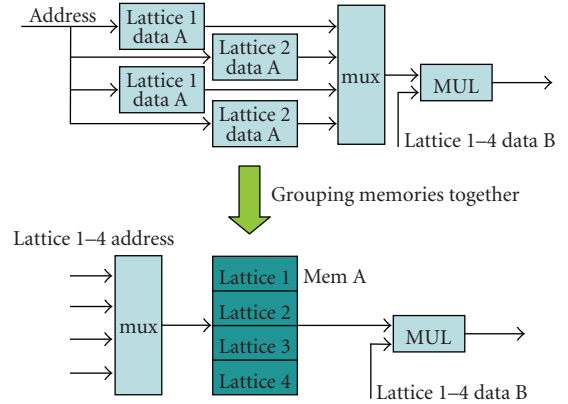 Address
Lattice 1
data A
Lattice 2
data A
Lattice 1
data A
Lattice 2
data A
mux
MUL
Lattice 1–4 data B
Grouping memories together
Lattice 1–4 address
mux
Lattice 1
Mem A
Lattice 2
Lattice 3
Lattice 4
MUL
Lattice 1–4 data B